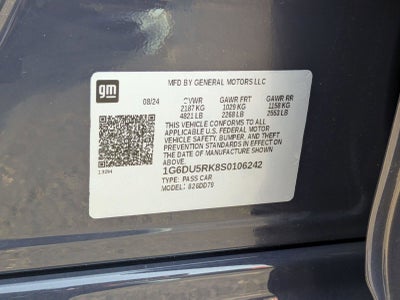 gm
MFD BY GENERAL MOTORS LLC
08/24 GVWR GAWR FRT GAWR RR
2187 KG 1029 KG 1158 KG
4821 LB 2268 LB 2553 LB
THIS VEHICLE CONFORMS TO ALL
APPLICABLE U.S. FEDERAL MOTOR
VEHICLE SAFETY, BUMPER, AND THEFT
PREVENTION STANDARDS IN EFFECT ON
THE DATE OF MANUFACTURE SHOWN
ABOVE.
1G6DU5RK8S0106242
TYPE: PASS CAR
MODEL: 6DD79